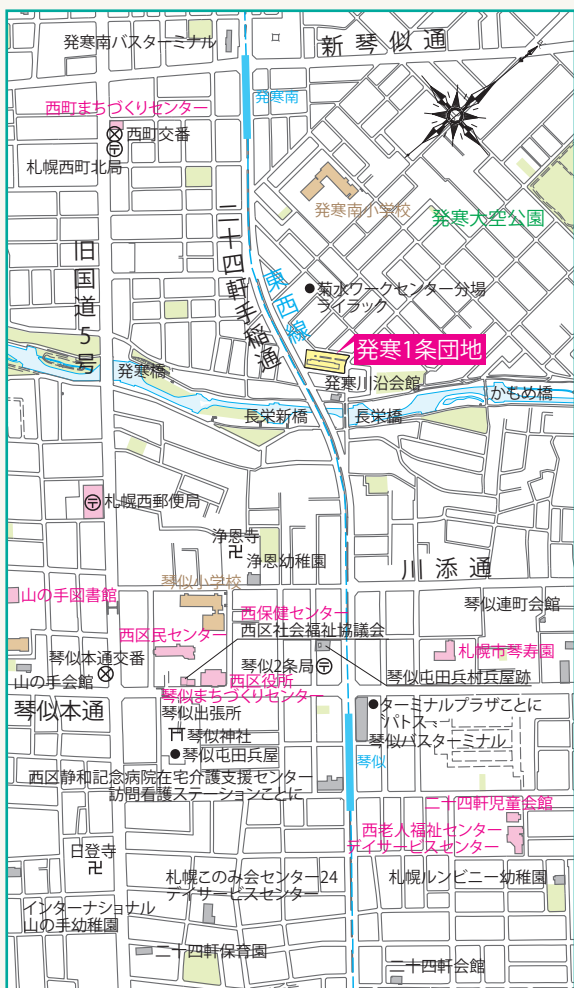 発寒南バスターミナル
新琴似通
発寒南
西町まちづくりセンター
西町交番
札幌西町北局
発寒南小学校
発寒大空公園
二十四軒手稲通
旧国道5号
東西線
菊水ワークセンター分場
ライラック
発寒1条団地
発寒橋
発寒川沿会館
かもめ橋
長栄新橋
長栄橋
札幌西郵便局
浄恩寺
浄恩幼稚園
川添通
琴似小学校
山の手図書館
西保健センター
西区社会福祉協議会
琴似連町会館
西区民センター
琴似本通交番
琴似2条局
札幌市琴寿園
山の手会館
西区役所
琴似屯田兵村兵屋跡
琴似まちづくりセンター
琴似本通
琴似出張所
ターミナルプラザことに
パトス
琴似神社
琴似バスターミナル
琴似屯田兵屋
琴似
西区静和記念病院在宅介護支援センター
訪問看護ステーションことに
二十四軒児童会館
西老人福祉センター
デイサービスセンター
日登寺
札幌このみ会センター24
デイサービスセンター
札幌ルンビニー幼稚園
インターナショナル
山の手幼稚園
二十四軒保育園
二十四軒会館